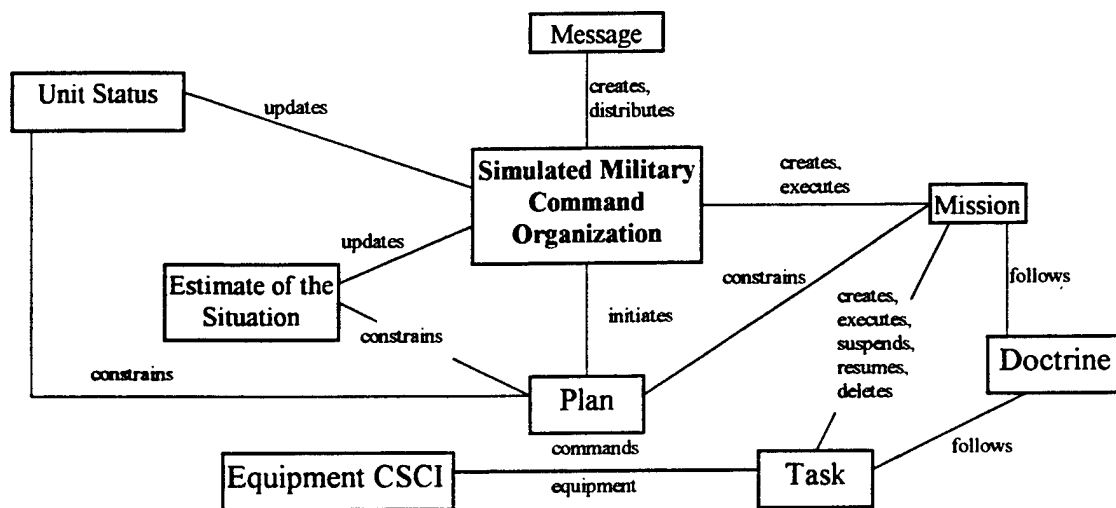 Message
Unit Status
updates
creates,
distributes
Simulated Military
Command
Organization
creates,
executes
Mission
updates
Estimate of the
Situation
constrains
initiates
constrains
creates,
executes,
suspends,
resumes,
deletes
follows
Doctrine
constrains
Plan
commands
equipment
Equipment CSCI
Task
follows